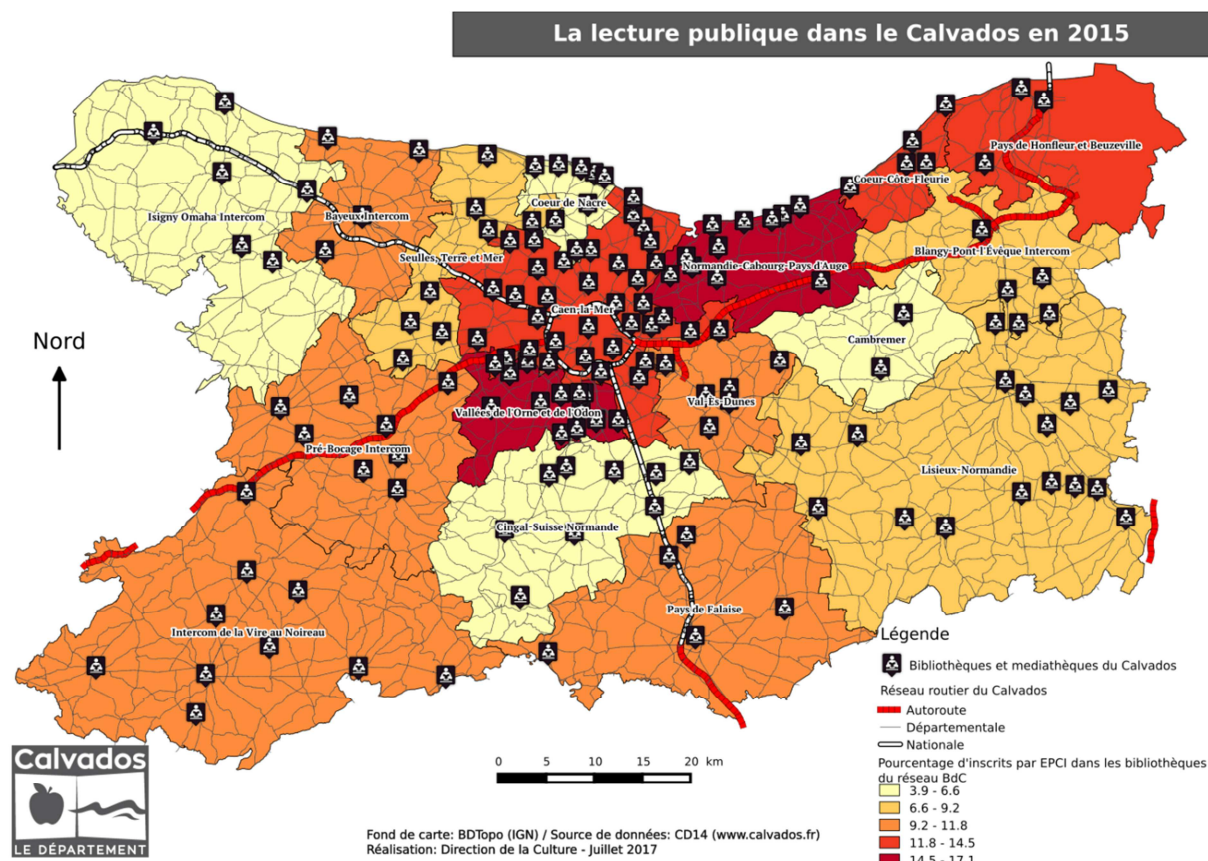 La lecture publique dans le Calvados en 2015
Pays de Honfleur et Beuzeville
Coeur-Côte-Fleurie
Coeur de Nacre
Isigny Omaha Intercom
Bayeux Intercom
Blangy-Pont-l'Évêque Intercom
Seulles, Terre et Mer
Normandie-Cabourg-Pays d'Auge
Caen-la-Mer
Nord
Cambremer
Val-Ès-Dunes
Vallées de l'Orne et de l'Odon
Pré-Bocage Intercom
Lisieux-Normandie
Cingal-Suisse Normande
Pays de Falaise
Intercom de la Vire au Noireau
Légende
Bibliothèques et mediathèques du Calvados
Réseau routier du Calvados
Autoroute
Départementale
Nationale
Pourcentage d'inscrits par EPCI dans les bibliothèques
du réseau BdC
3.9 - 6.6
6.6 - 9.2
9.2 - 11.8
11.8 - 14.5
14.5 - 17.1
0 5 10 15 20 km
Calvados
LE DÉPARTEMENT
Fond de carte: BDTopo (IGN) / Source de données: CD14 (www.calvados.fr)
Réalisation: Direction de la Culture - Juillet 2017